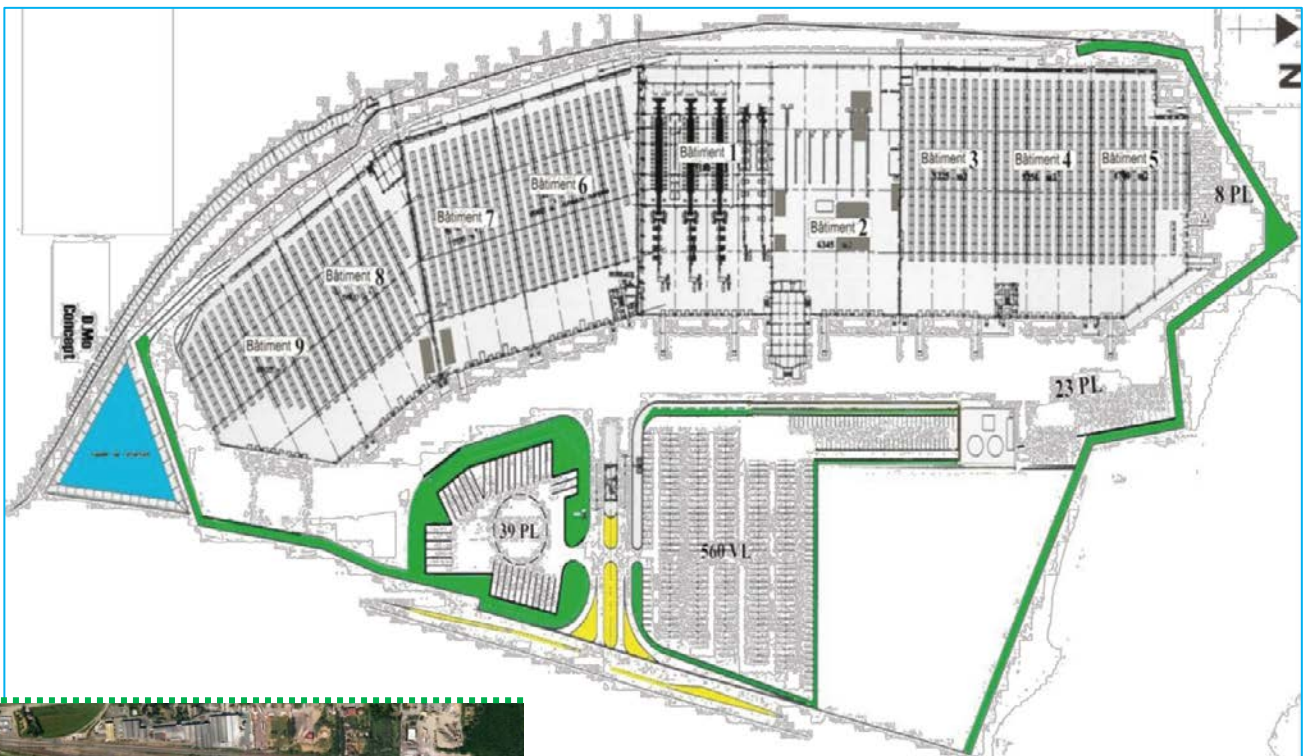 N
Bâtiment 6
Bâtiment 1
Bâtiment 3
Bâtiment 4
Bâtiment 5
8 PL
Bâtiment 7
Bâtiment 2
6345 m2
Bâtiment 8
D.Mo
Concept
Bâtiment 9
23 PL
39 PL
560 VL